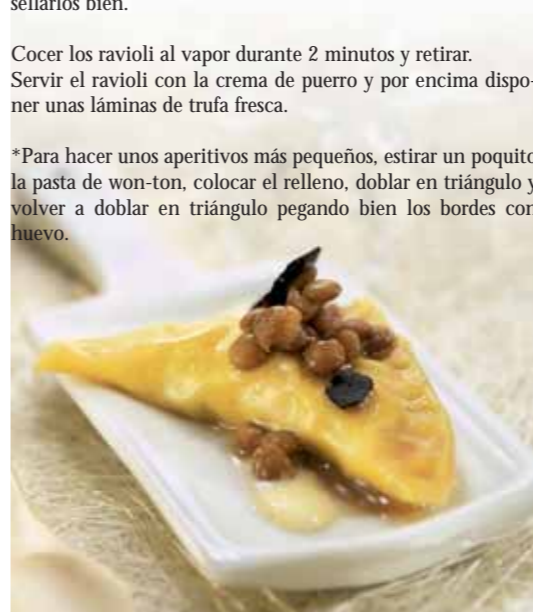 sellarlos bien.
Cocer los ravioli al vapor durante 2 minutos y retirar.
Servir el ravioli con la crema de puerro y por encima dispo-
ner unas láminas de trufa fresca.
*Para hacer unos aperitivos más pequeños, estirar un poquito
la pasta de won-ton, colocar el relleno, doblar en triángulo y
volver a doblar en triángulo pegando bien los bordes con
huevo.